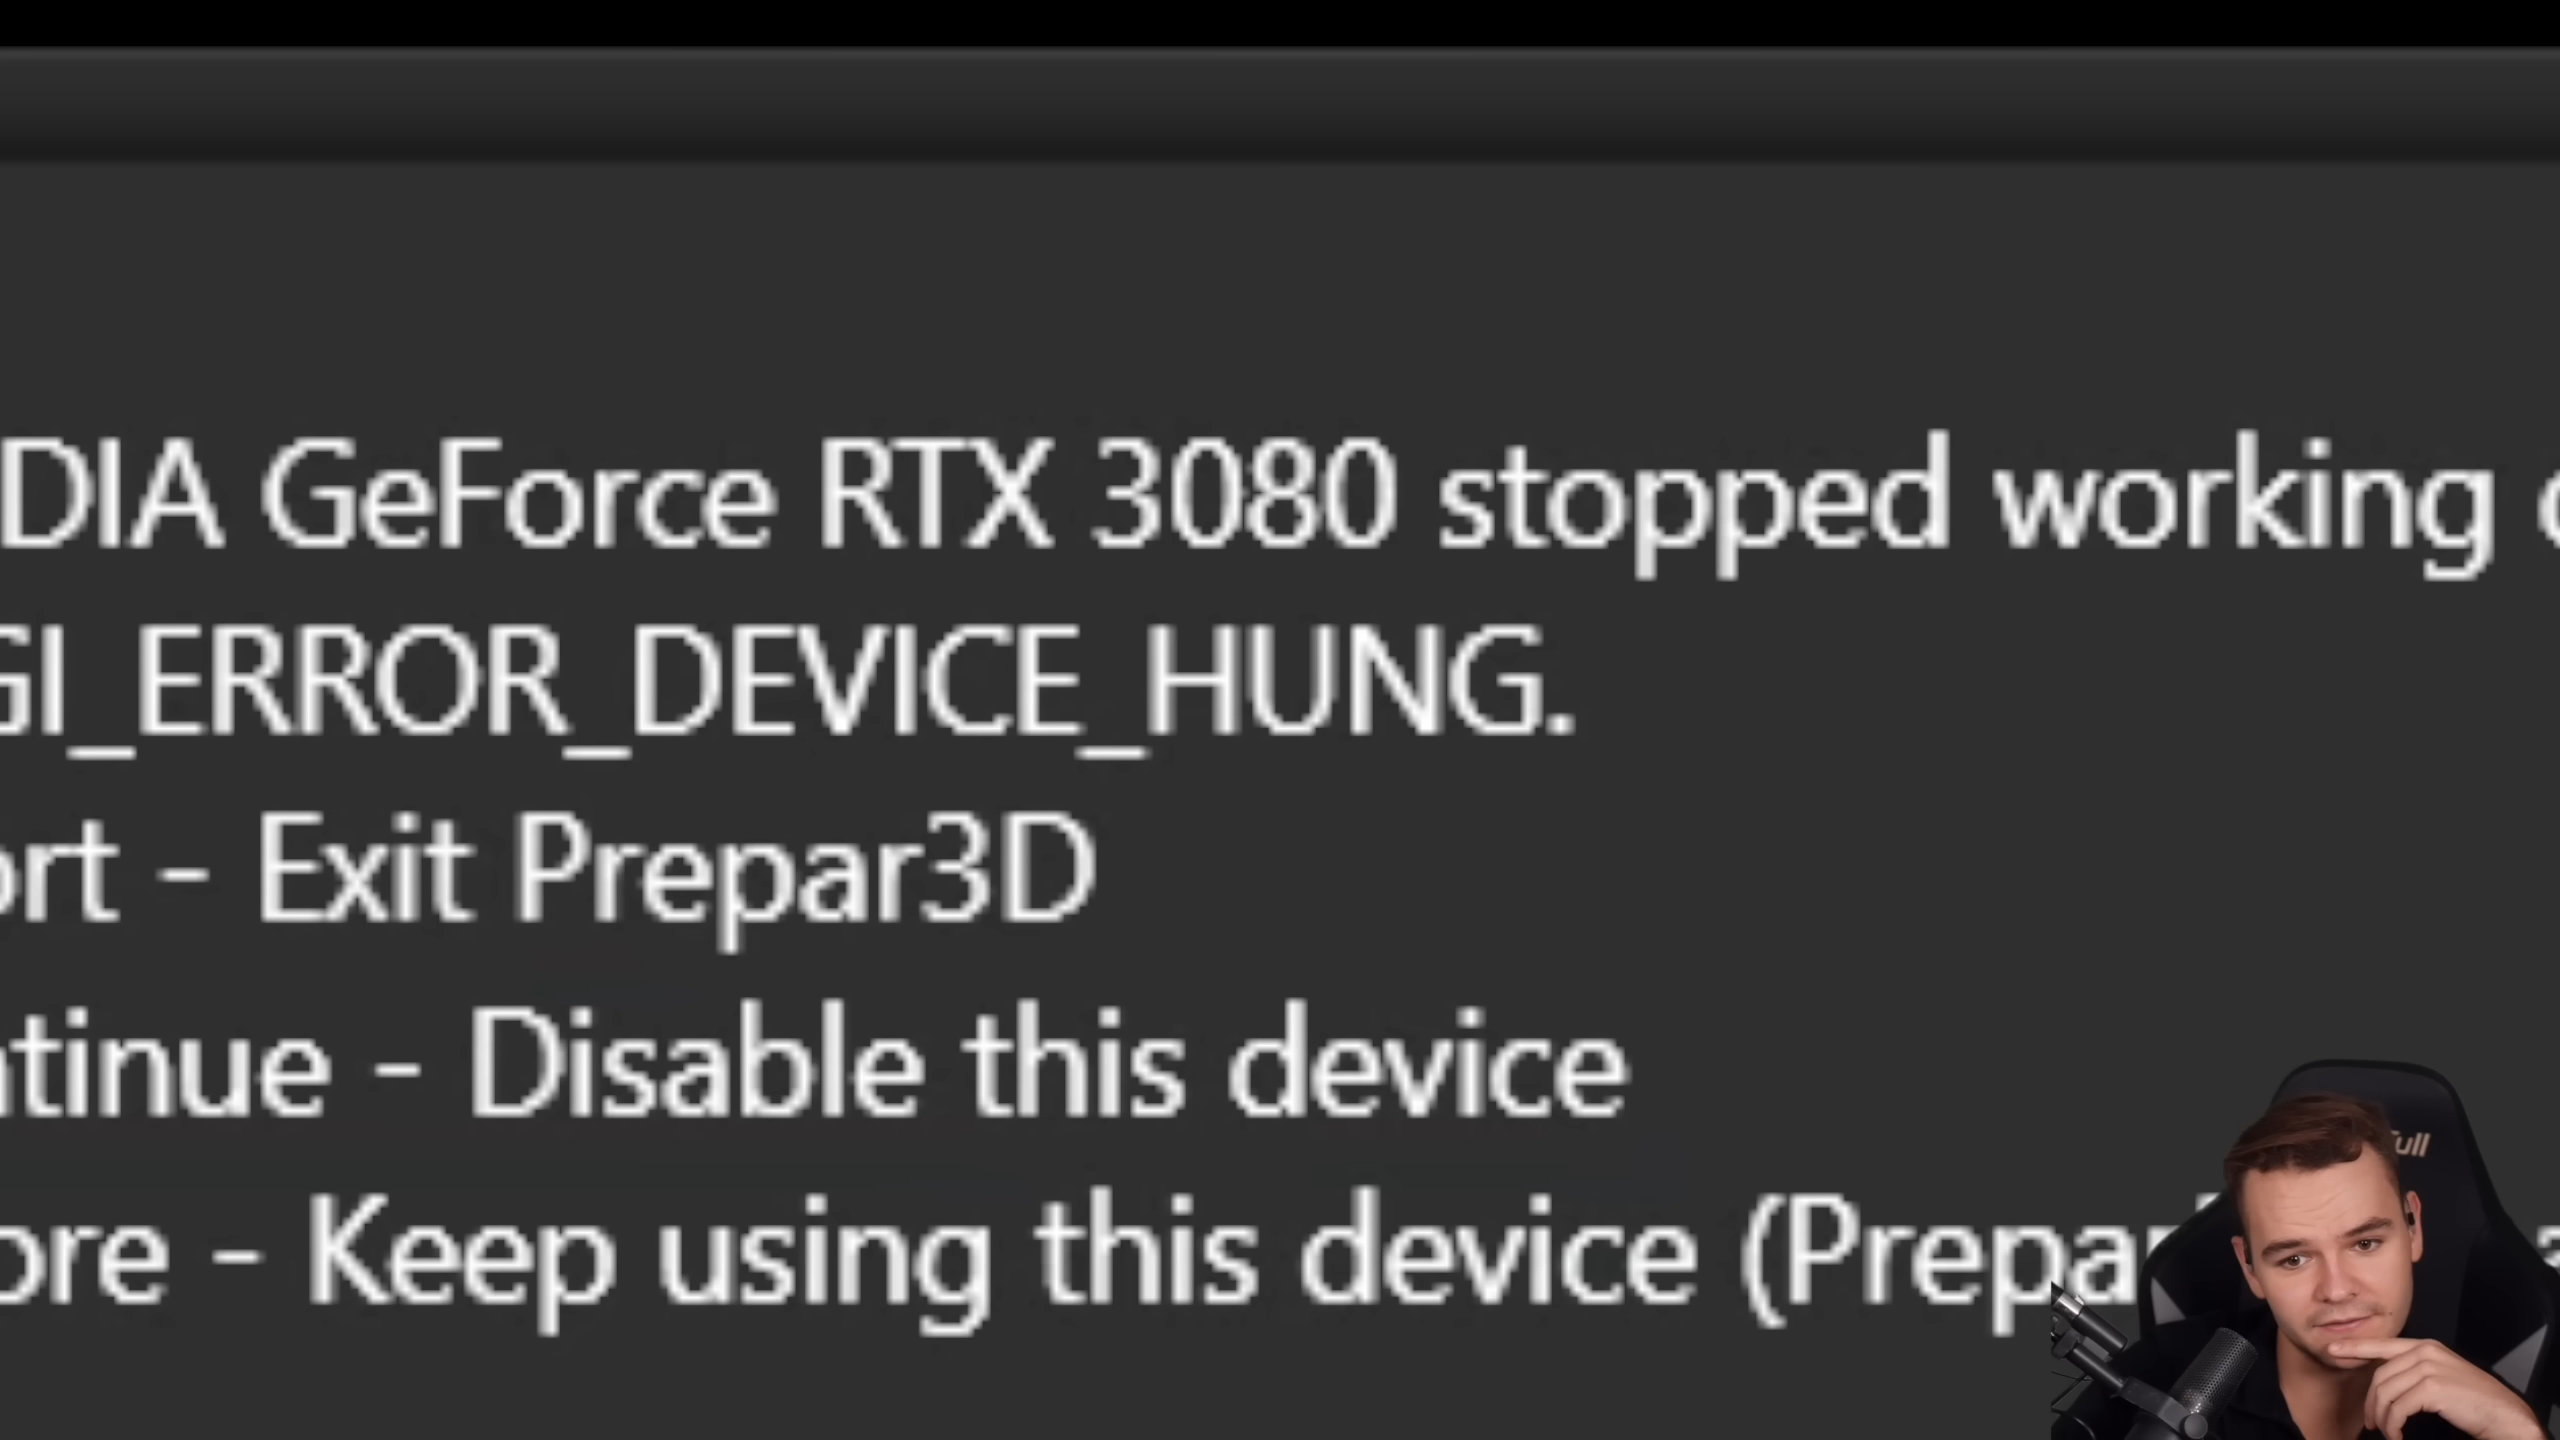 DIA GeForce RTX 3080 stopped working
GI_ERROR_DEVICE_HUNG.
ort - Exit Prepar3D
ntinue - Disable this device
ore - Keep using this device (Prepar